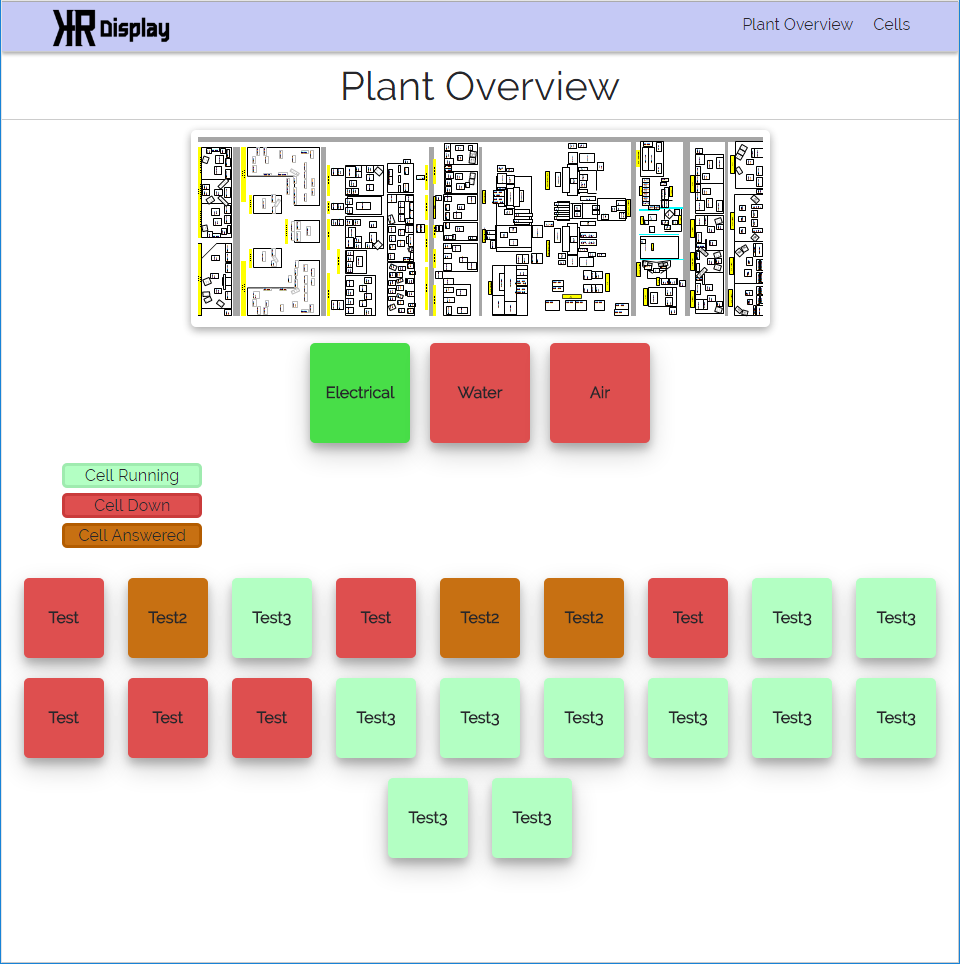 HR Display
Plant Overview Cells
Plant Overview
Electrical Water Air
Cell Running
Cell Down
Cell Answered
Test Test2 Test3 Test Test2 Test2 Test Test3 Test3
Test Test Test Test3 Test3 Test3 Test3 Test3 Test3
Test3 Test3